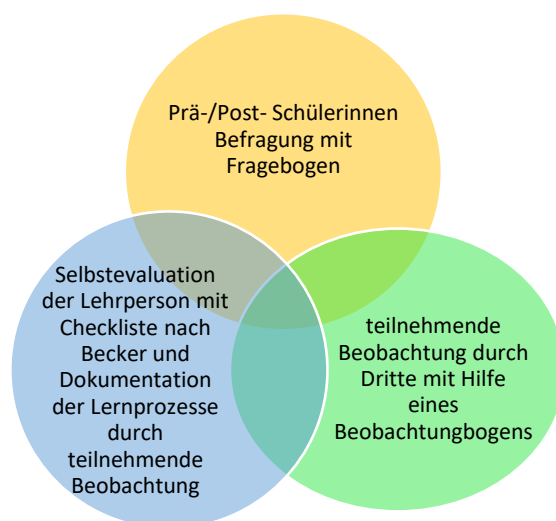 Prä-/Post- Schülerinnen
Befragung mit
Fragebogen
Selbstevaluation
der Lehrperson mit
Checkliste nach
Becker und
Dokumentation
der Lernprozesse
durch
teilnehmende
Beobachtung
teilnehmende
Beobachtung durch
Dritte mit Hilfe
eines
Beobachtungbogens